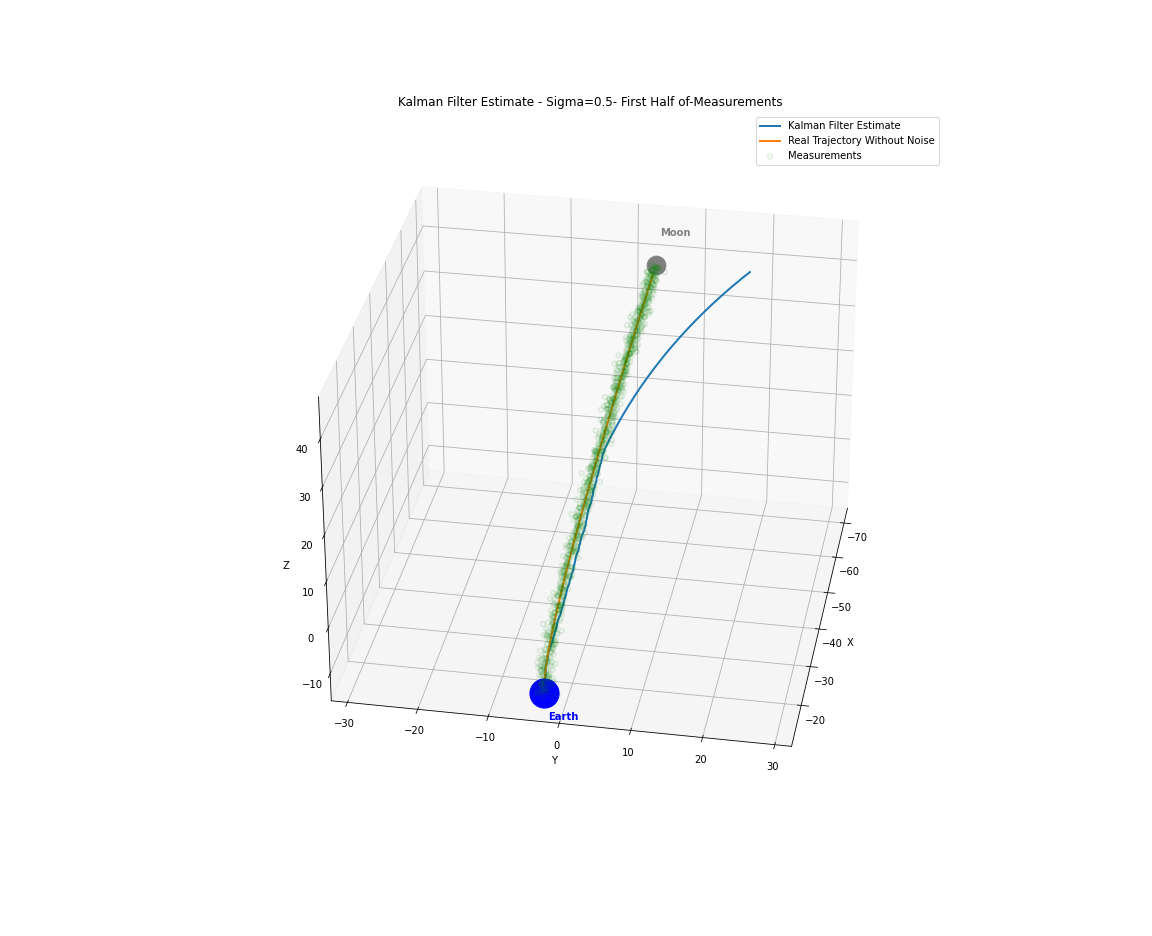 Kalman Filter Estimate - Sigma=0.5- First Half of-Measurements
Kalman Filter Estimate
Real Trajectory Without Noise
Measurements
Moon
Earth
40
30
20
10
0
−10
Z
−30
−20
−10
0
10
20
30
Y
−70
−60
−50
−40
−30
−20
X